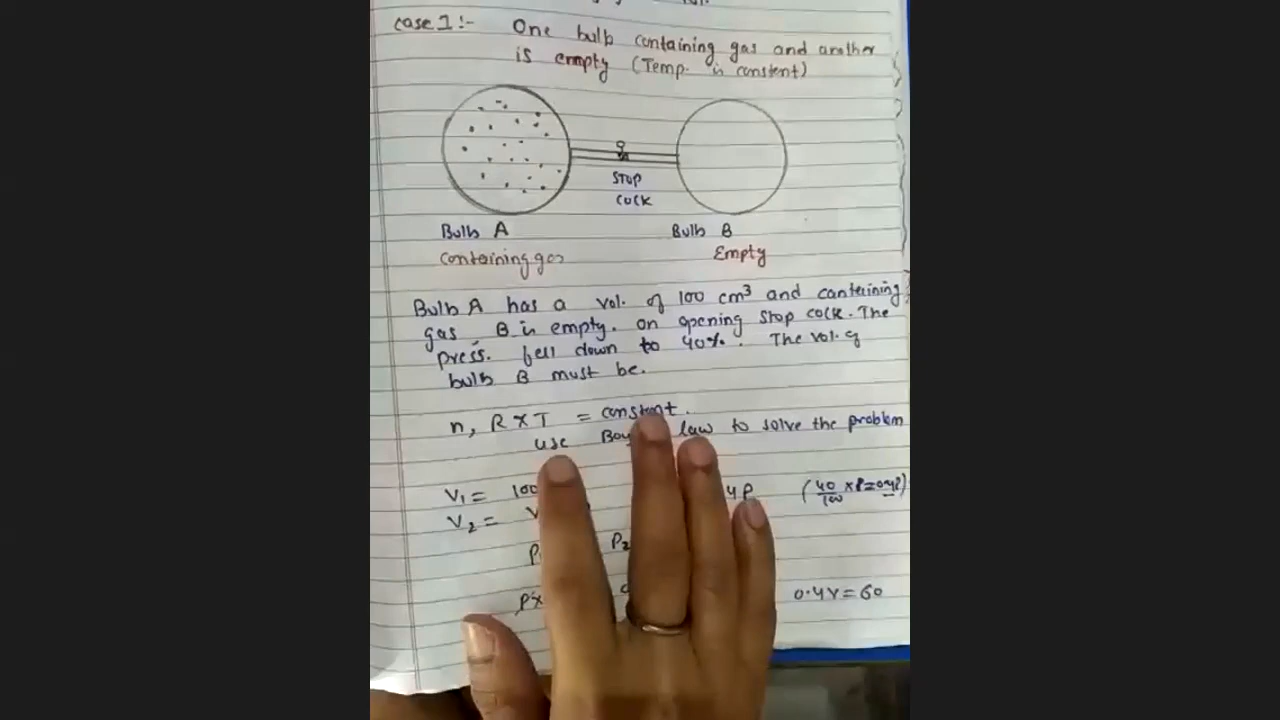 case 1:- One bulb containing gas and another
is empty (Temp. is constant)
STOP
COCK
Bulb A
Bulb B
containing gas
Empty
Bulb A has a vol. of 100 cm³ and containing
gas. B is empty. on opening stop cock. The
press. fell down to 40%. The vol. of
bulb B must be.
n, R × T = constant.
use law to solve the problem
V₁ = 100 4P (40/100 × P = 0.4P)
V₂ = V
P₂
P×
0.4V = 60